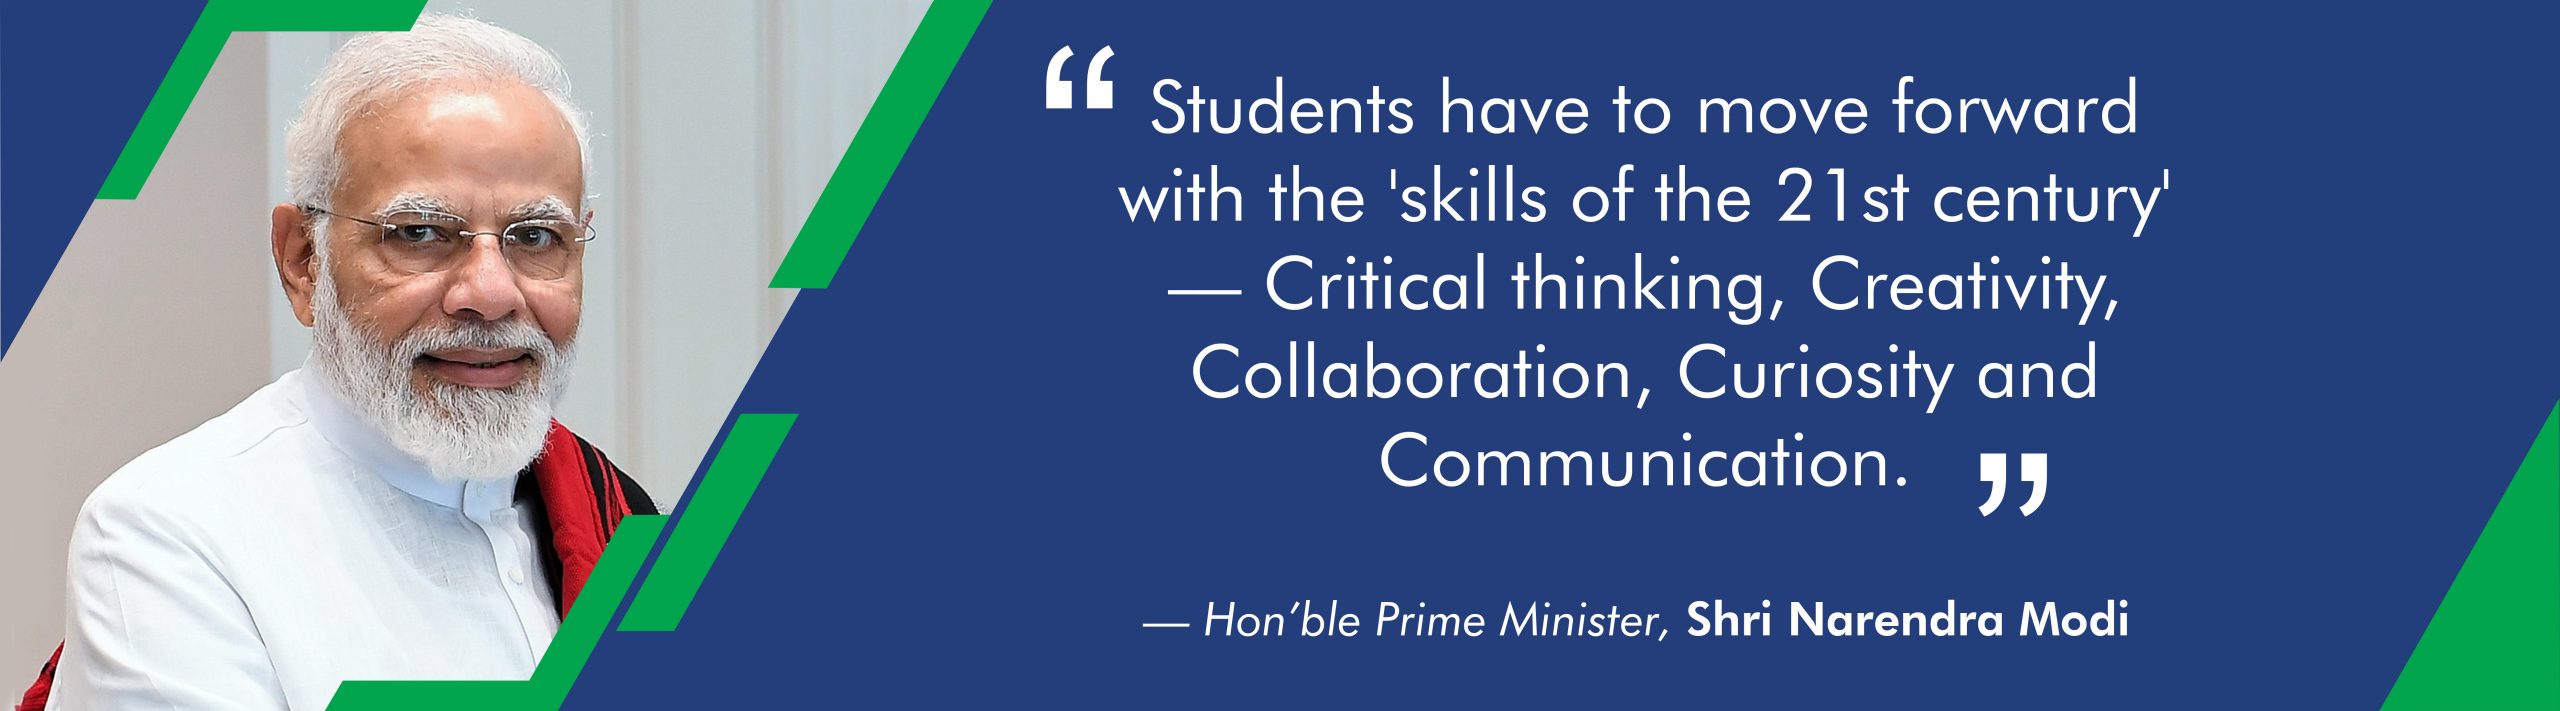 “ Students have to move forward
with the 'skills of the 21st century'
— Critical thinking, Creativity,
Collaboration, Curiosity and
Communication. ”
— Hon’ble Prime Minister, Shri Narendra Modi